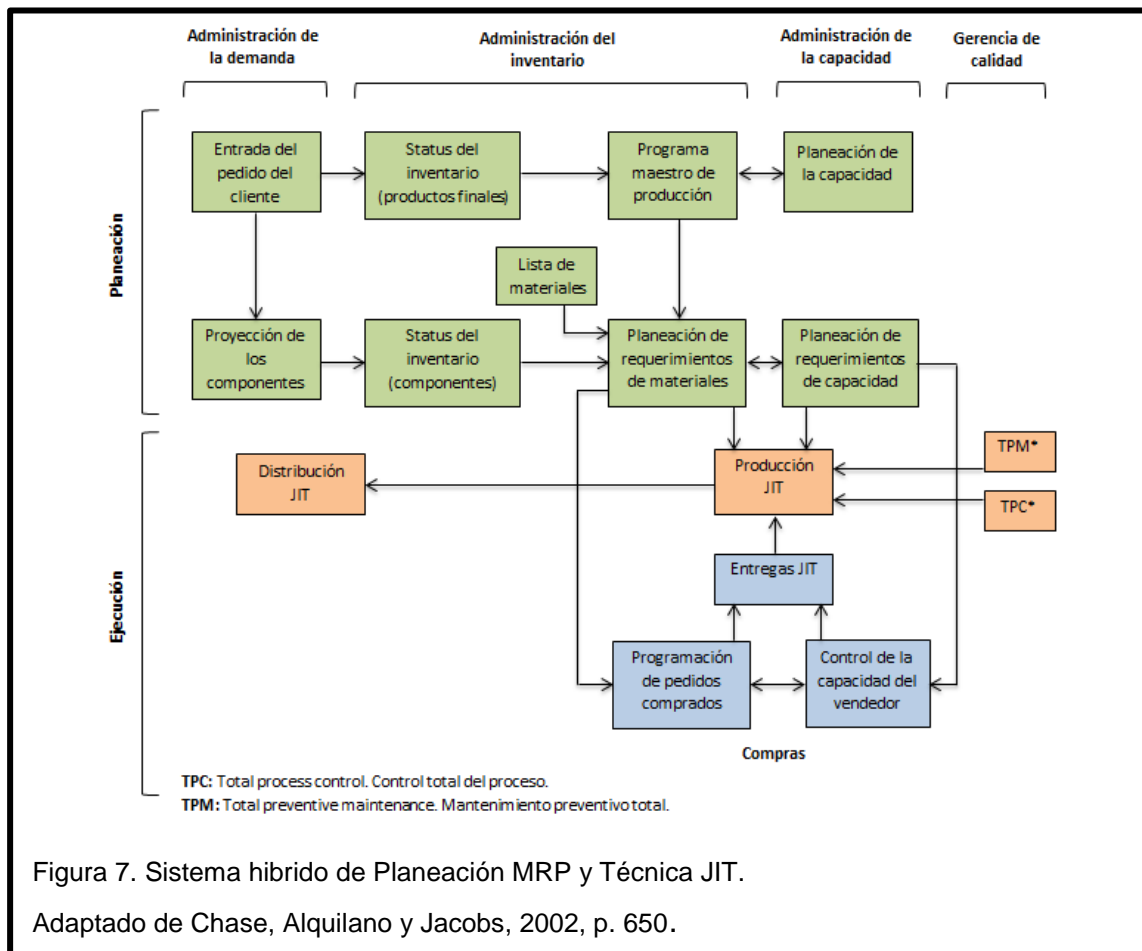 Administración de
la demanda
Administración del
inventario
Administración de
la capacidad
Gerencia de
calidad
Planeación
Entrada del
pedido del
cliente
Status del
inventario
(productos finales)
Programa
maestro de
producción
Planeación de
la capacidad
Lista de
materiales
Proyección de
los
componentes
Status del
inventario
(componentes)
Planeación de
requerimientos
de materiales
Planeación de
requerimientos
de capacidad
Ejecución
Distribución
JIT
Producción
JIT
TPM*
TPC*
Entregas JIT
Programación
de pedidos
comprados
Control de la
capacidad del
vendedor
Compras
TPC: Total process control. Control total del proceso.
TPM: Total preventive maintenance. Mantenimiento preventivo total.
Figura 7. Sistema hibrido de Planeación MRP y Técnica JIT.
Adaptado de Chase, Alquilano y Jacobs, 2002, p. 650.